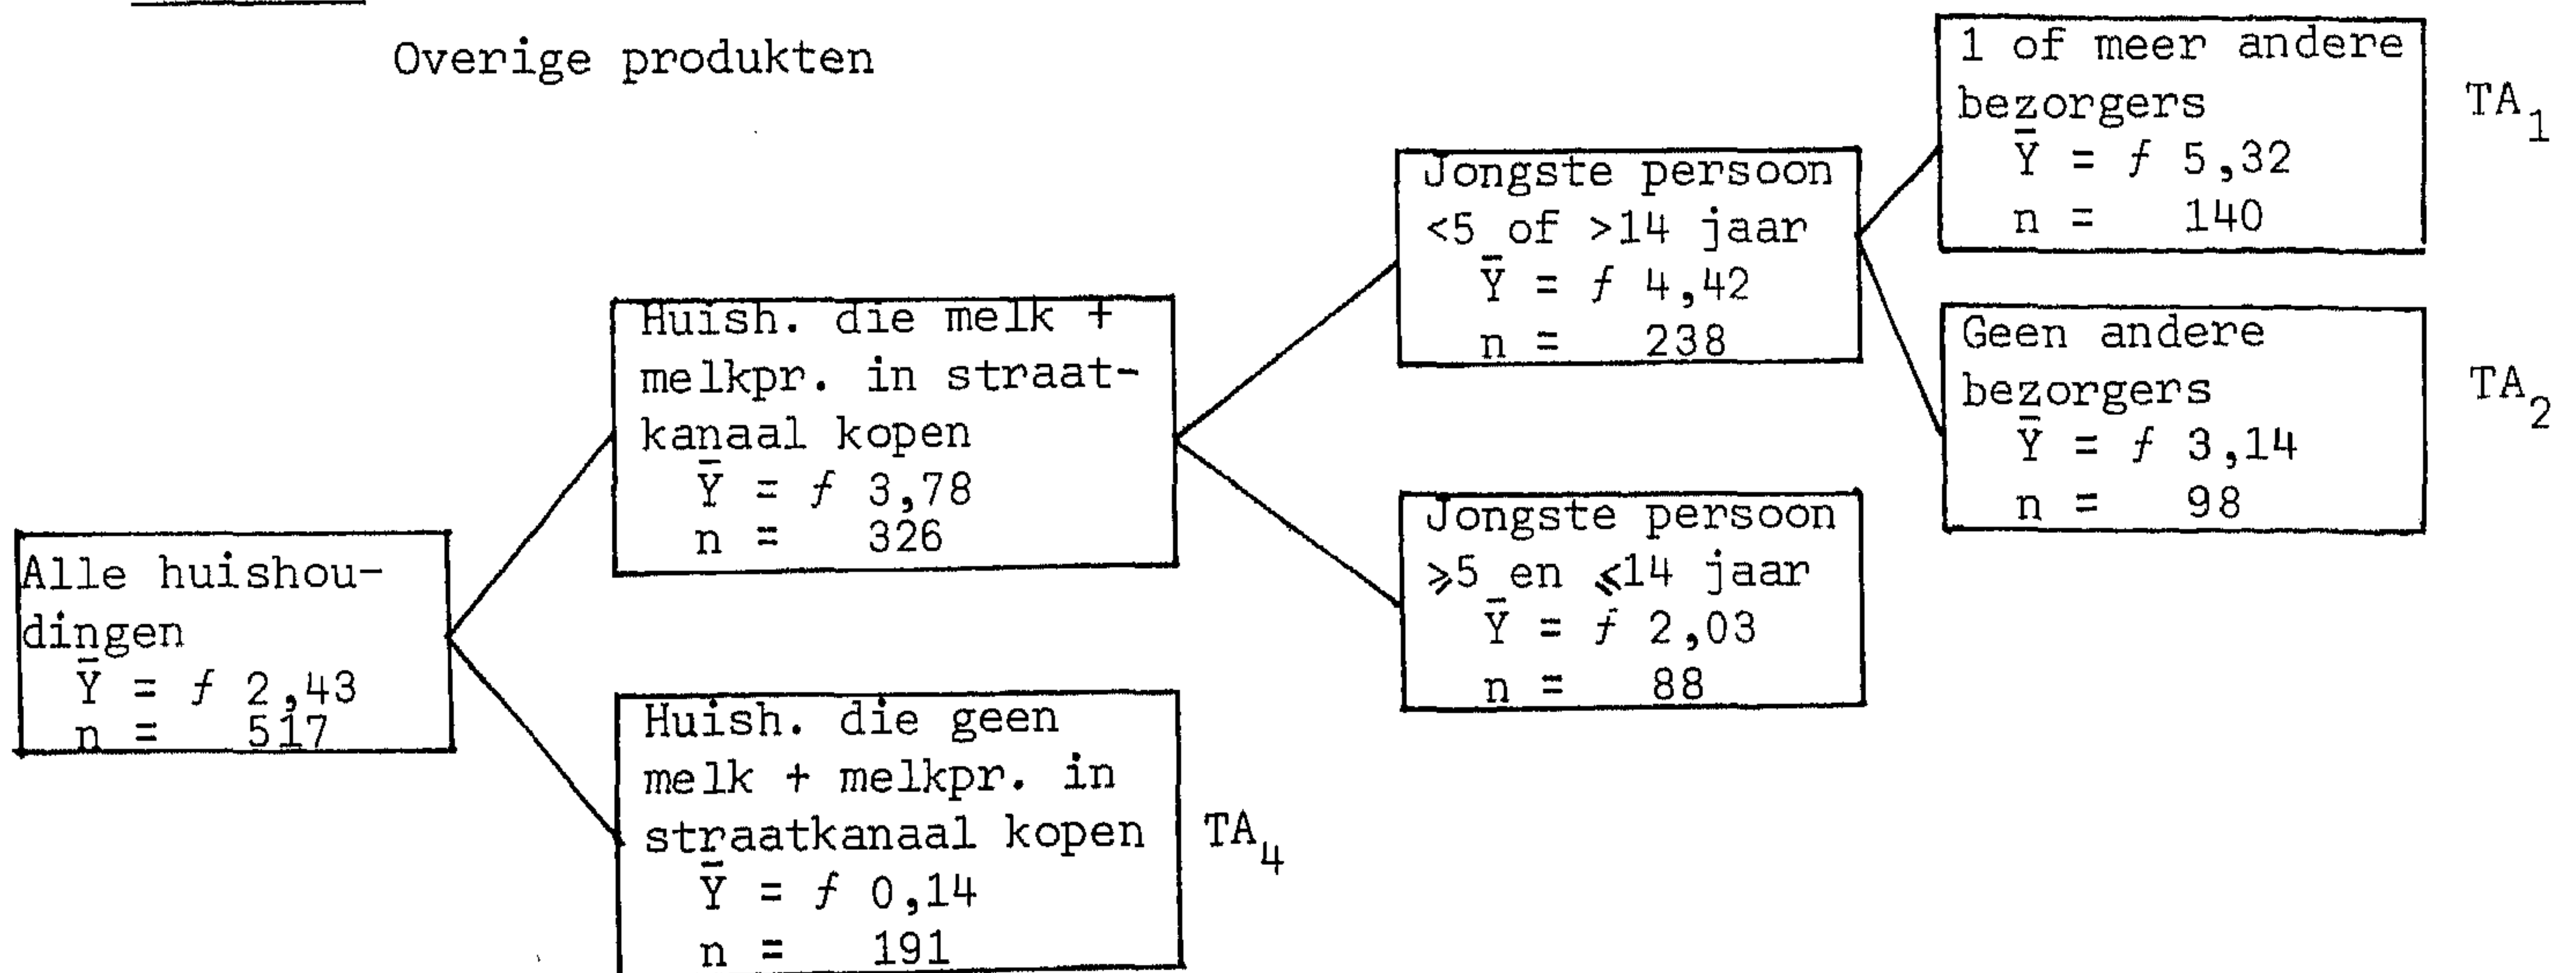 Overige produkten
1 of meer andere
bezorgers
Ȳ = ƒ 5,32
n = 140
TA₁
Jongste persoon
<5 of >14 jaar
Ȳ = ƒ 4,42
n = 238
Geen andere
bezorgers
Ȳ = ƒ 3,14
n = 98
TA₂
Huish. die melk +
melkpr. in straat-
kanaal kopen
Ȳ = ƒ 3,78
n = 326
Jongste persoon
⩾5 en ⩽14 jaar
Ȳ = ƒ 2,03
n = 88
Alle huishou-
dingen
Ȳ = ƒ 2,43
n = 517
Huish. die geen
melk + melkpr. in
straatkanaal kopen
Ȳ = ƒ 0,14
n = 191
TA₄